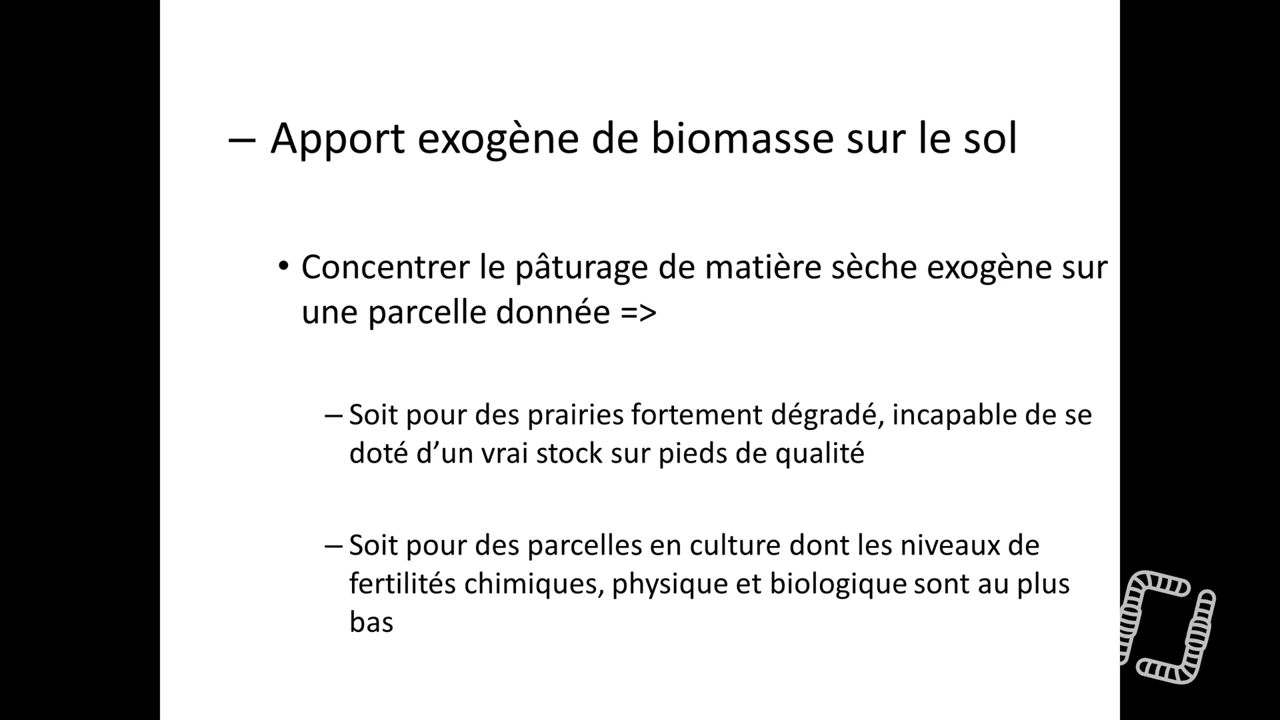 – Apport exogène de biomasse sur le sol
• Concentrer le pâturage de matière sèche exogène sur
une parcelle donnée =>
– Soit pour des prairies fortement dégradé, incapable de se
doté d’un vrai stock sur pieds de qualité
– Soit pour des parcelles en culture dont les niveaux de
fertilités chimiques, physique et biologique sont au plus
bas